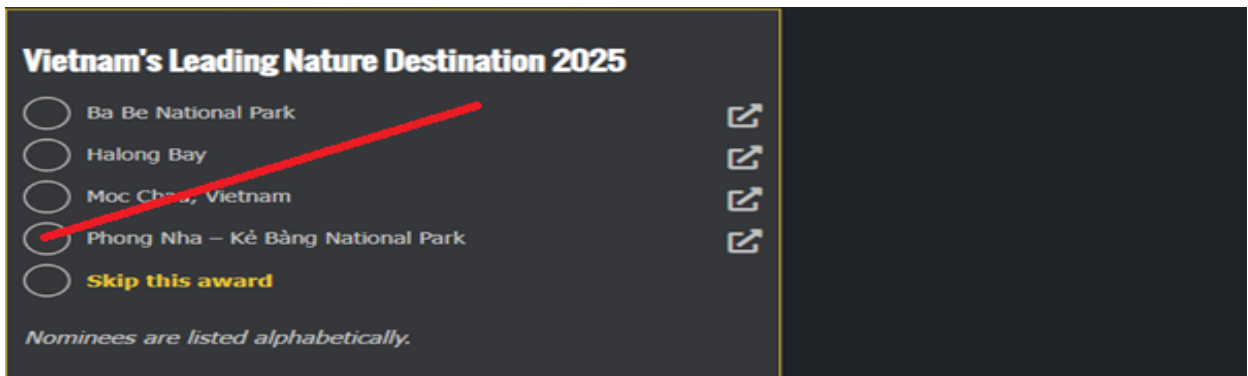 Vietnam's Leading Nature Destination 2025
Ba Be National Park
Halong Bay
Moc Chau, Vietnam
Phong Nha – Kẻ Bàng National Park
Skip this award
Nominees are listed alphabetically.